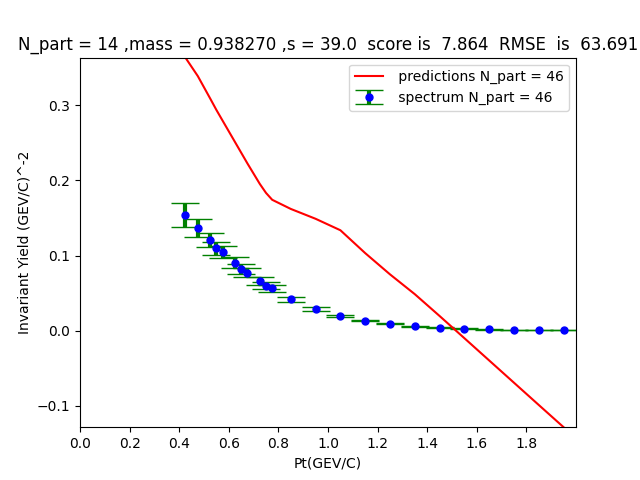 N_part = 14 ,mass = 0.938270 ,s = 39.0  score is  7.864  RMSE  is  63.691
predictions N_part = 46
spectrum N_part = 46
Invariant Yield (GEV/C)^-2
0.3
0.2
0.1
0.0
−0.1
0.0 0.2 0.4 0.6 0.8 1.0 1.2 1.4 1.6 1.8
Pt(GEV/C)